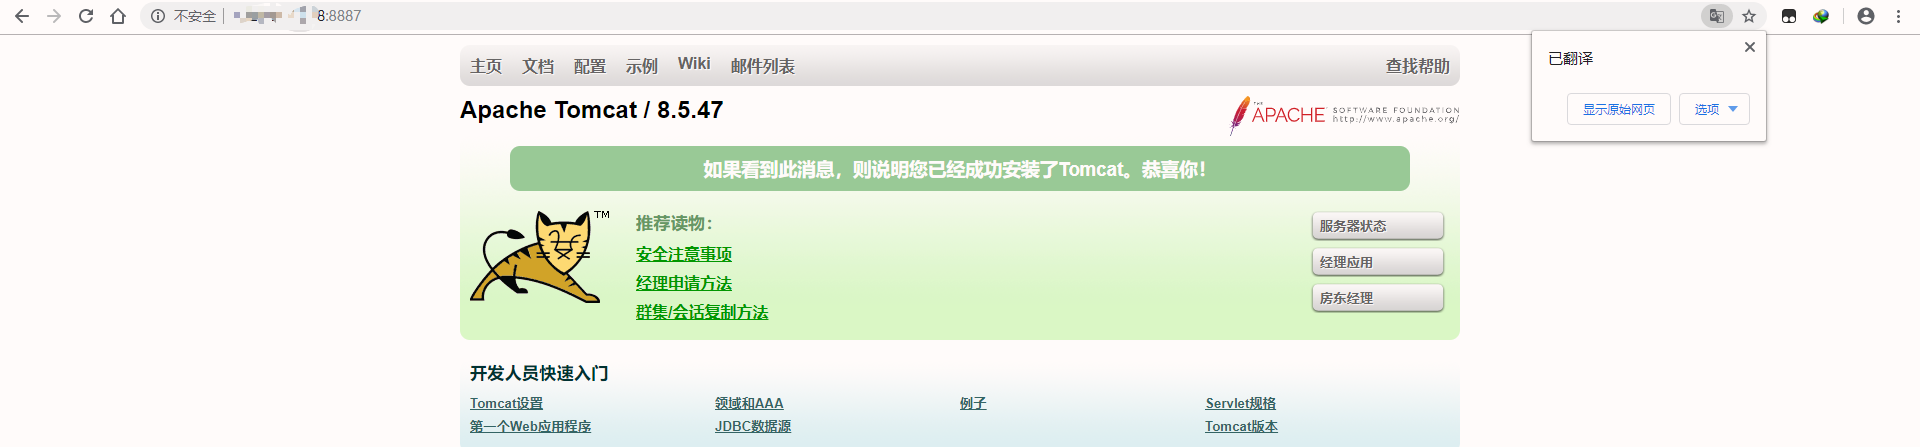 不安全 8:8887
已翻译
显示原始网页 选项
主页 文档 配置 示例 Wiki 邮件列表 查找帮助
Apache Tomcat / 8.5.47
THE
APACHE SOFTWARE FOUNDATION
http://www.apache.org/
如果看到此消息，则说明您已经成功安装了Tomcat。恭喜你！
TM
推荐读物：
安全注意事项
经理申请方法
群集/会话复制方法
服务器状态
经理应用
房东经理
开发人员快速入门
Tomcat设置 领域和AAA 例子 Servlet规格
第一个Web应用程序 JDBC数据源 Tomcat版本